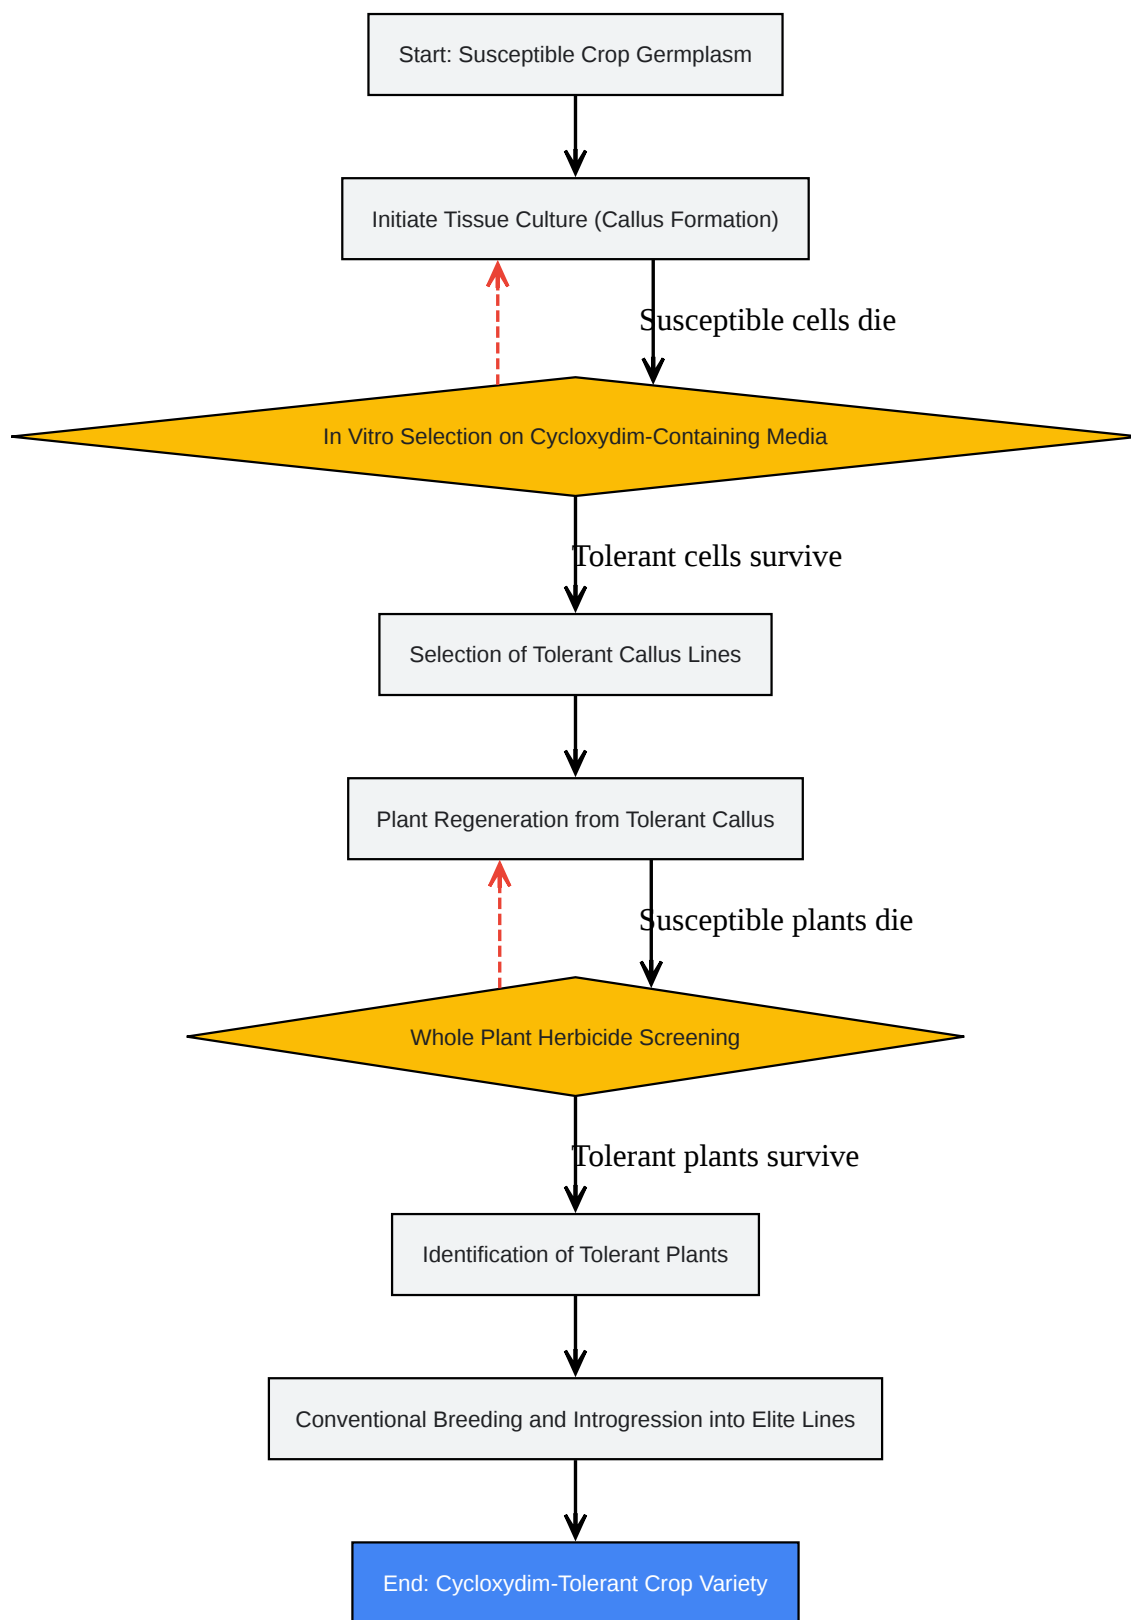 Start: Susceptible Crop Germplasm
Initiate Tissue Culture (Callus Formation)
Susceptible cells die
In Vitro Selection on Cycloxydim-Containing Media
Tolerant cells survive
Selection of Tolerant Callus Lines
Plant Regeneration from Tolerant Callus
Susceptible plants die
Whole Plant Herbicide Screening
Tolerant plants survive
Identification of Tolerant Plants
Conventional Breeding and Introgression into Elite Lines
End: Cycloxydim-Tolerant Crop Variety